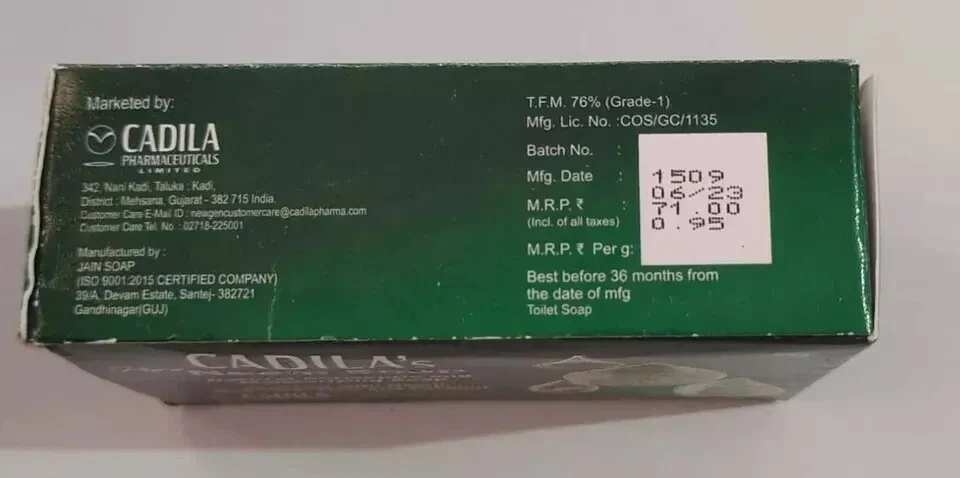 Marketed by:
CADILA
PHARMACEUTICALS
LIMITED
342, Nani Kadi, Taluka : Kadi,
District : Mehsana, Gujarat - 382 715 India.
Customer Care E-Mail ID : newgencustomercare@cadilapharma.com
Customer Care Tel. No. : 02718-225001
Manufactured by :
JAIN SOAP
(ISO 9001:2015 CERTIFIED COMPANY)
39/A, Devam Estate, Santej- 382721
Gandhinagar(GUJ)
T.F.M. 76% (Grade-1)
Mfg. Lic. No. :COS/GC/1135
Batch No. : 1509
Mfg. Date : 06/23
M.R.P. ₹ : 71.00
(Incl. of all taxes)
M.R.P. ₹ Per g: 0.95
Best before 36 months from
the date of mfg
Toilet Soap
CADILA's